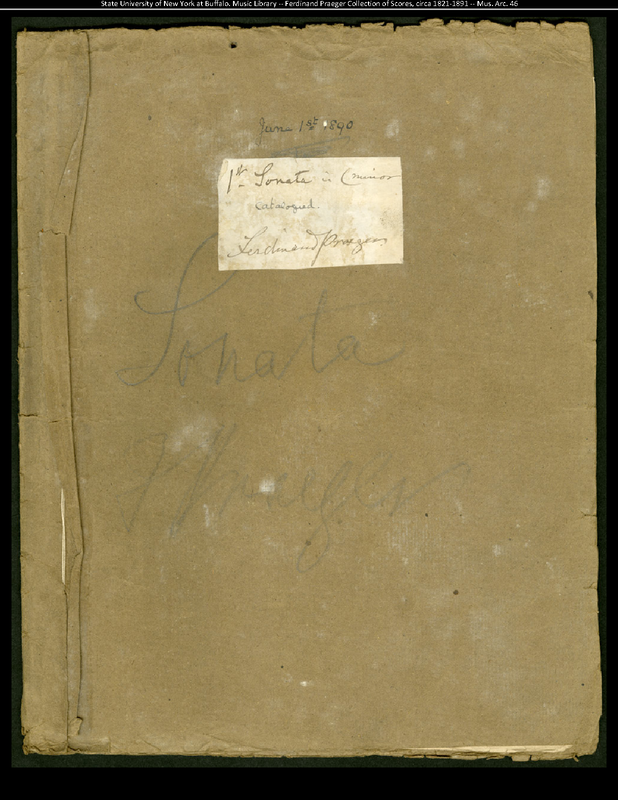 State University of New York at Buffalo. Music Library -- Ferdinand Praeger Collection of Scores, circa 1821-1891 -- Mus. Arc. 46
Jan 1st 1890
1st Sonata in C minor
Catalogued.
Ferdinand Praeger
Sonata
F Praeger